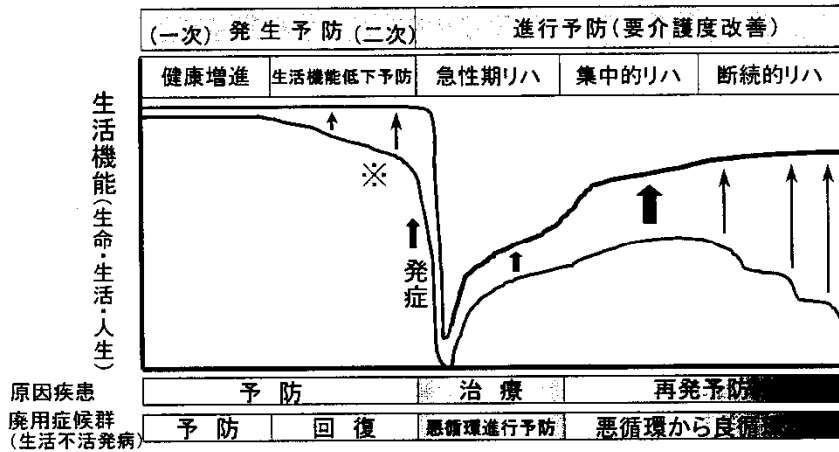 (一次) 発生予防 (二次) 進行予防(要介護度改善)
健康増進 生活機能低下予防 急性期リハ 集中的リハ 断続的リハ
生活機能(生命・生活・人生)
※
発症
原因疾患 予防 治療 再発予防
廃用症候群 予防 回復 悪循環進行予防 悪循環から良循環
(生活不活発病)